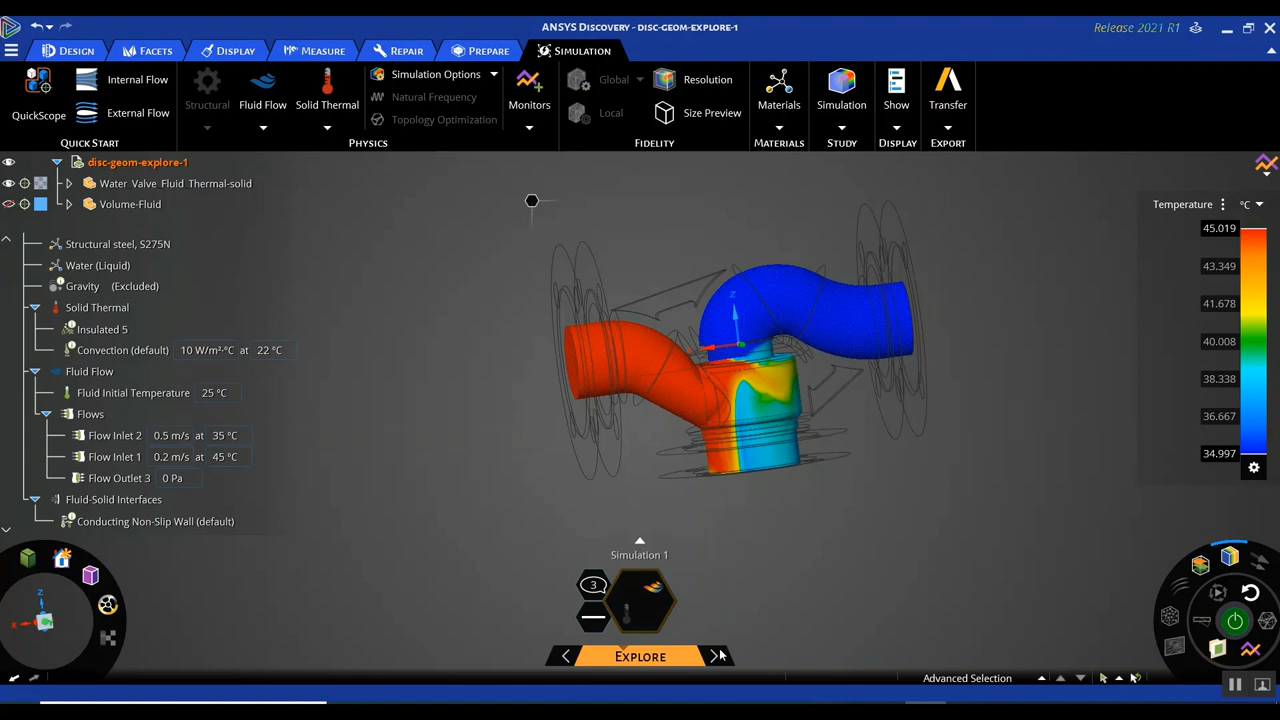 ANSYS Discovery - disc-geom-explore-1
Release 2021 R1
Design
Facets
Display
Measure
Repair
Prepare
Simulation
QuickScope
Internal Flow
External Flow
Quick Start
Structural
Fluid Flow
Solid Thermal
Simulation Options
Natural Frequency
Topology Optimization
Physics
Monitors
Global
Local
Resolution
Size Preview
Fidelity
Materials
Materials
Simulation
Study
Show
Display
Transfer
Export
disc-geom-explore-1
Water Valve Fluid Thermal-solid
Volume-Fluid
Structural steel, S275N
Water (Liquid)
Gravity (Excluded)
Solid Thermal
Insulated 5
Convection (default) 10 W/m²·°C at 22 °C
Fluid Flow
Fluid Initial Temperature 25 °C
Flows
Flow Inlet 2 0.5 m/s at 35 °C
Flow Inlet 1 0.2 m/s at 45 °C
Flow Outlet 3 0 Pa
Fluid-Solid Interfaces
Conducting Non-Slip Wall (default)
Z
Temperature °C
45.019
43.349
41.678
40.008
38.338
36.667
34.997
Simulation 1
3
Explore
Z
X
Advanced Selection